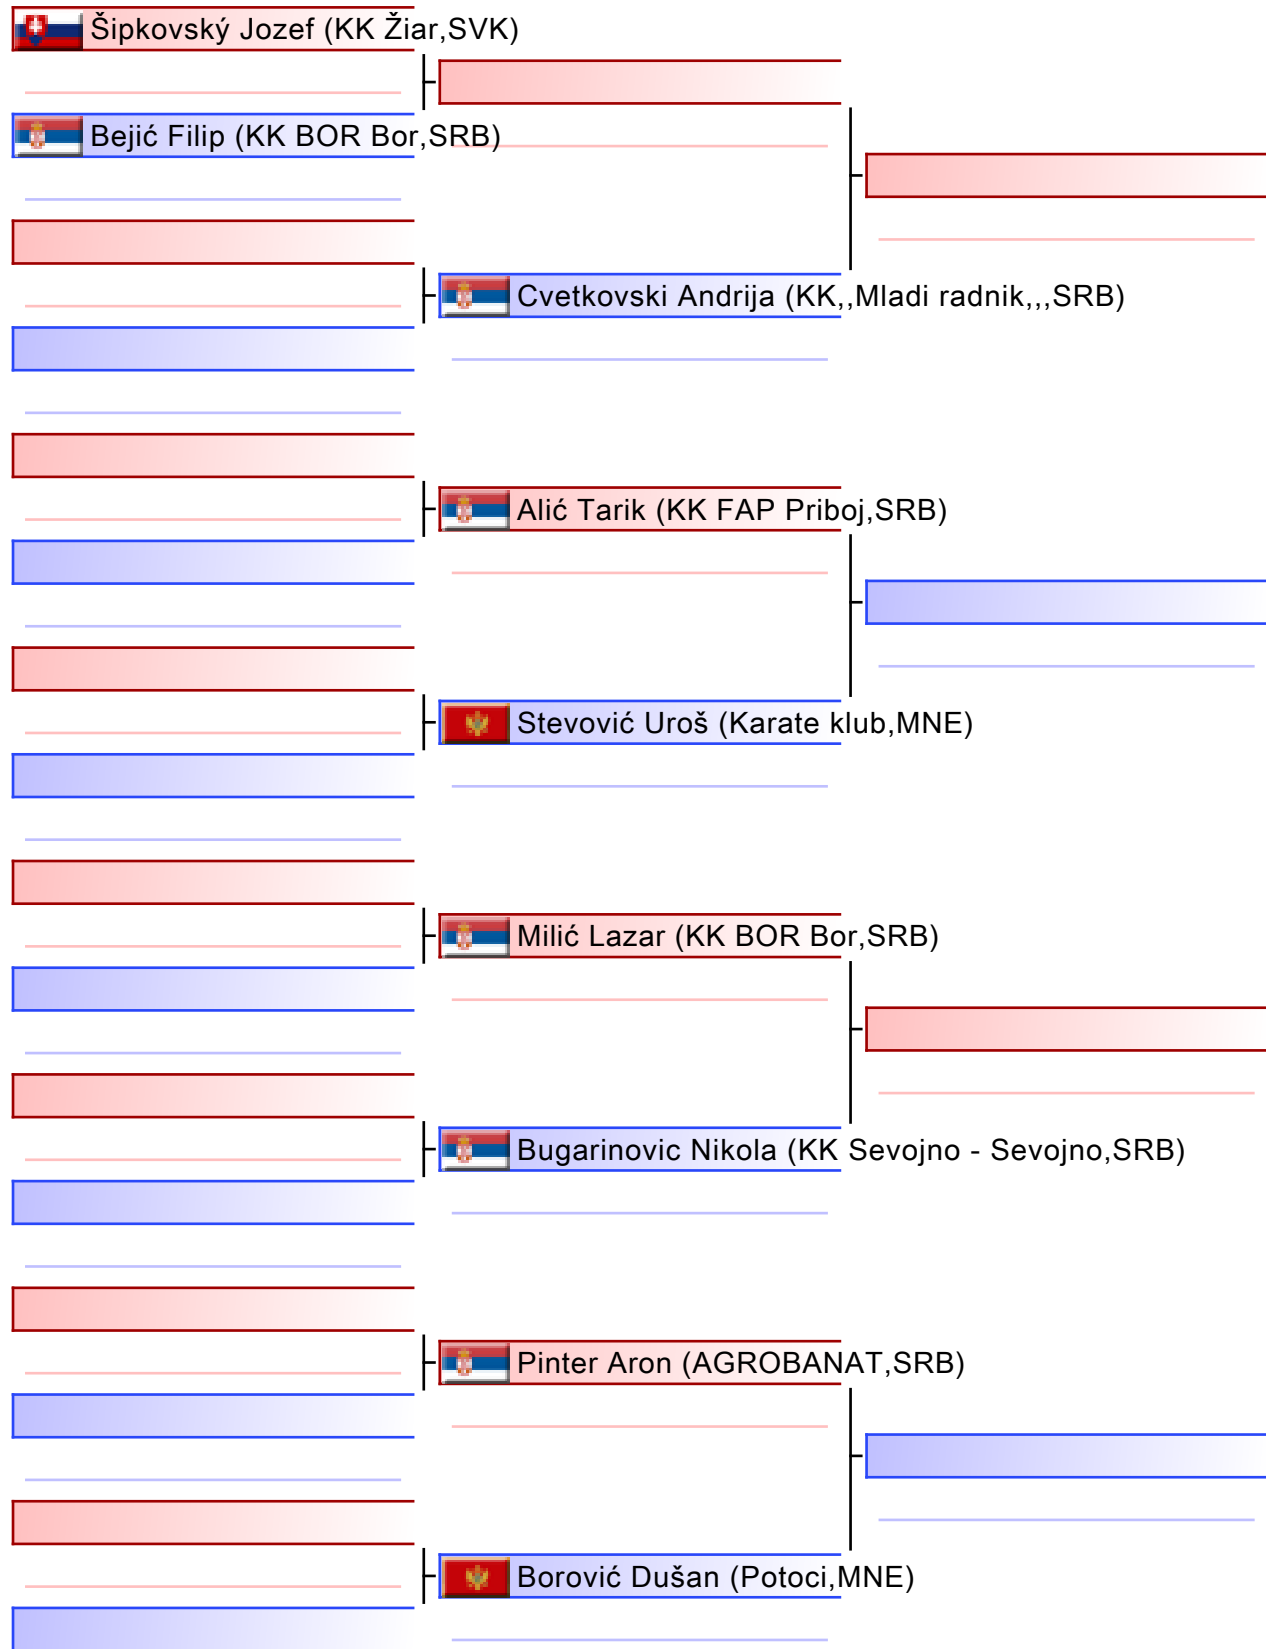 Šipkovský Jozef (KK Žiar,SVK)
Bejić Filip (KK BOR Bor,SRB)
Cvetkovski Andrija (KK,,Mladi radnik,,,SRB)
Alić Tarik (KK FAP Priboj,SRB)
Stevović Uroš (Karate klub,MNE)
Milić Lazar (KK BOR Bor,SRB)
Bugarinovic Nikola (KK Sevojno - Sevojno,SRB)
Pinter Aron (AGROBANAT,SRB)
Borović Dušan (Potoci,MNE)